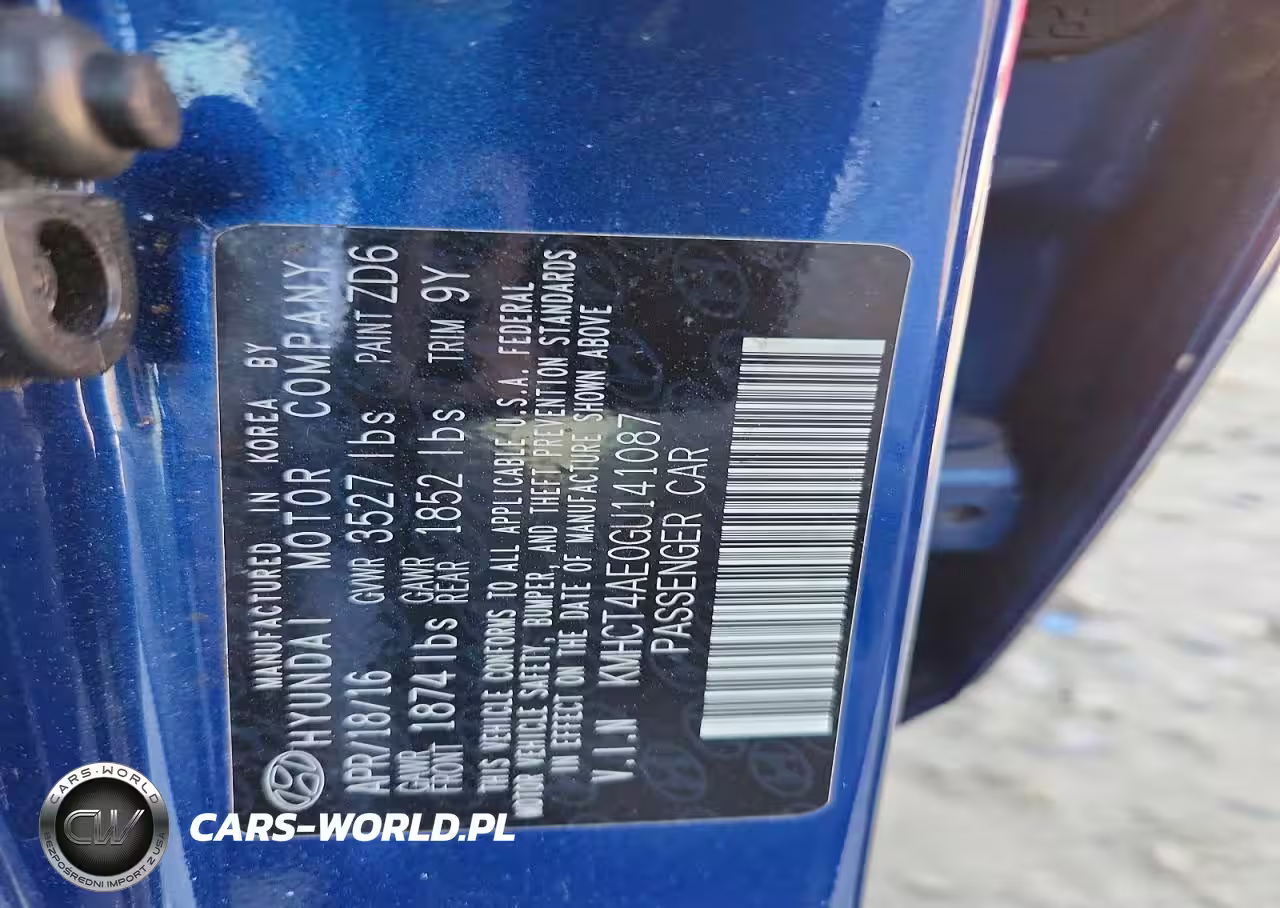 MANUFACTURED IN KOREA BY
HYUNDAI MOTOR COMPANY
APR/18/16 GVWR 3527 lbs PAINT ZD6
GAWR FRONT 1874 lbs GAWR REAR 1852 lbs TRIM 9Y
THIS VEHICLE CONFORMS TO ALL APPLICABLE U.S.A. FEDERAL
MOTOR VEHICLE SAFETY, BUMPER, AND THEFT PREVENTION STANDARDS
IN EFFECT ON THE DATE OF MANUFACTURE SHOWN ABOVE
V.I.N KMHCT4AE0GU141087
PASSENGER CAR
CARS-WORLD
CW
BEZPOŚREDNI IMPORT Z USA
CARS-WORLD.PL